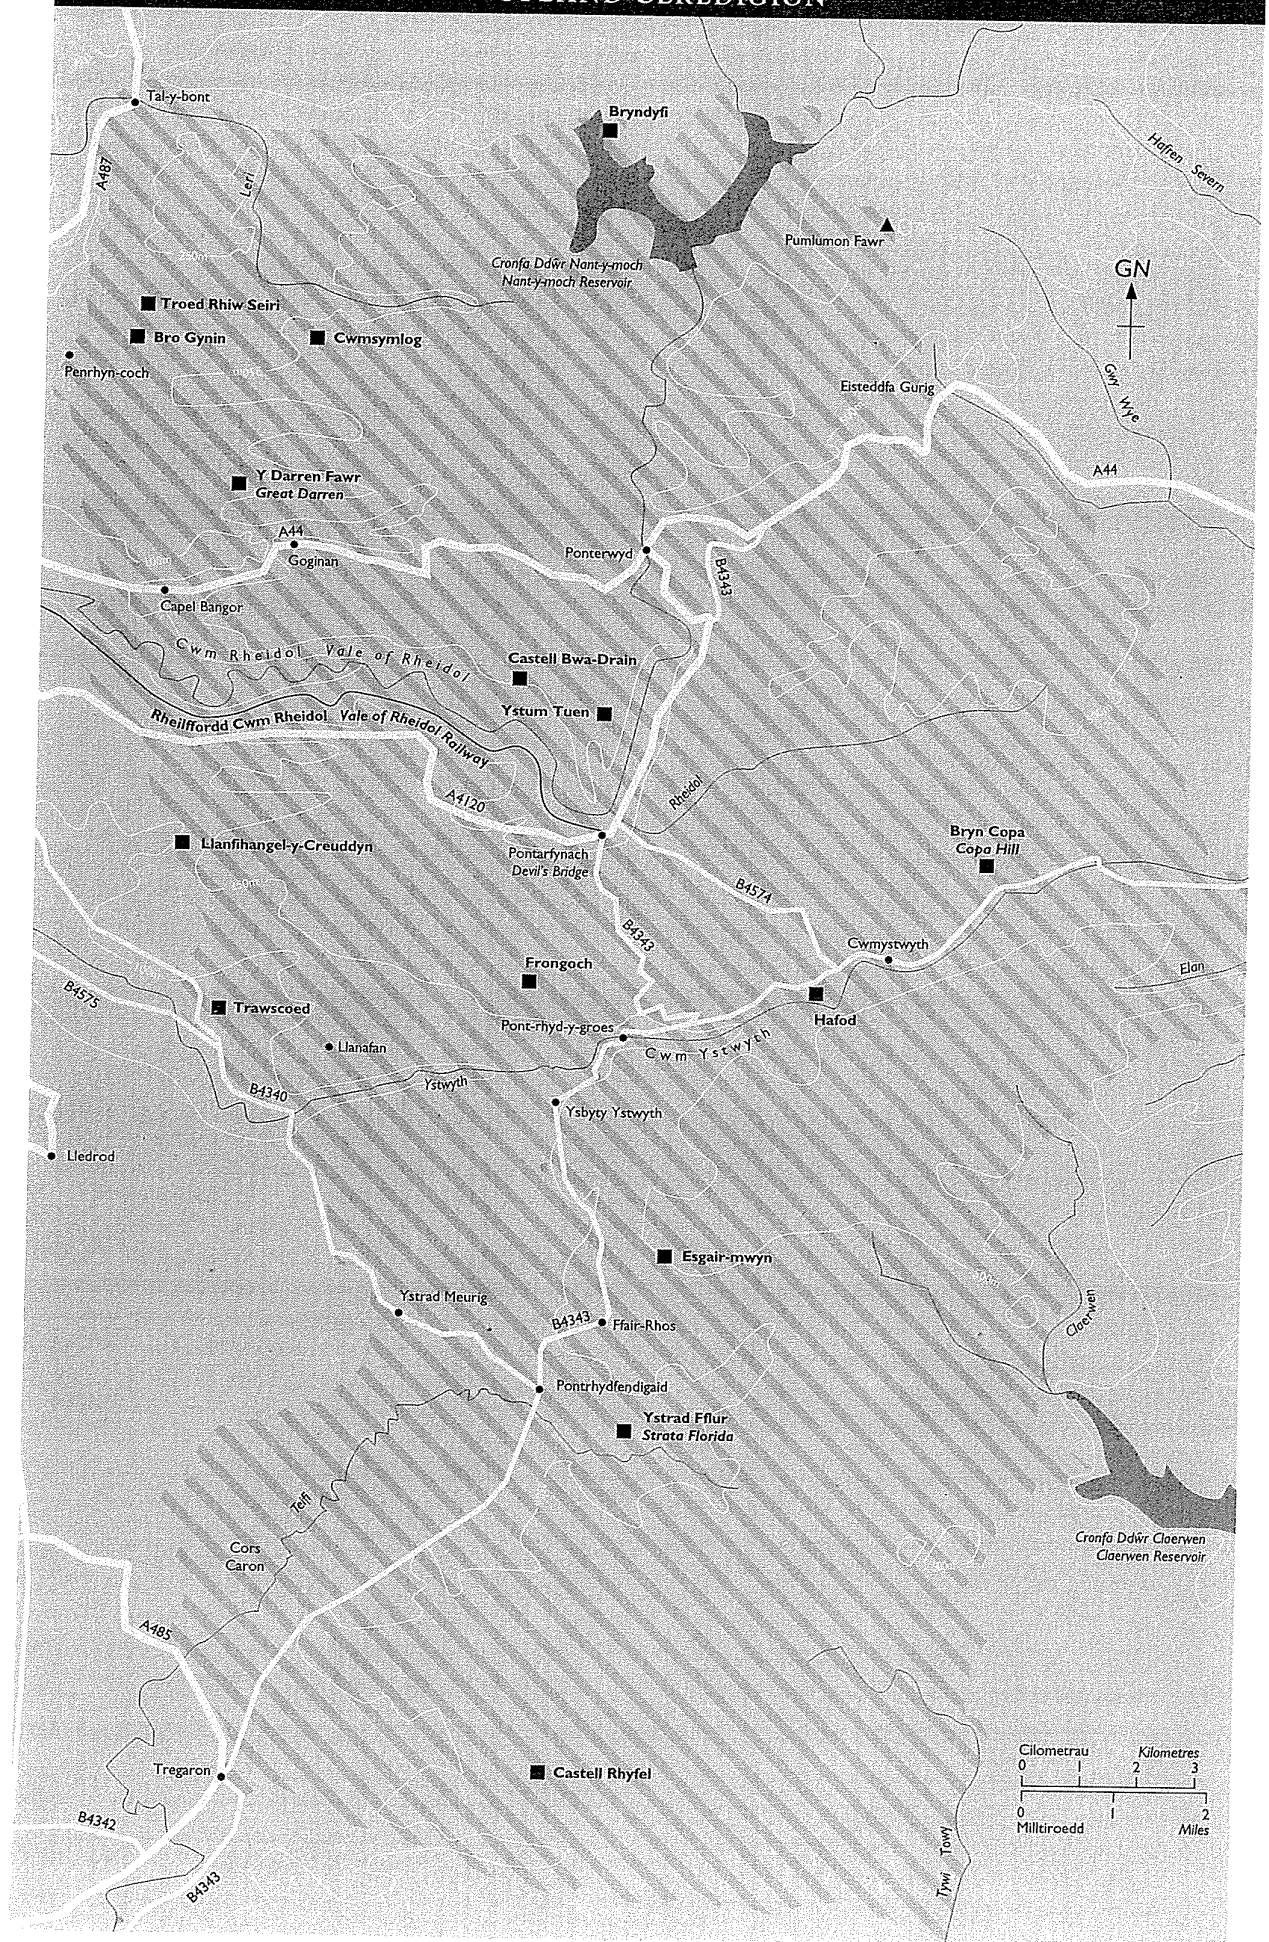 CEREDIGION
Tal-y-bont
Bryndyfi
A487
Leri
Hafren Severn
Pumlumon Fawr
Cronfa Ddŵr Nant-y-moch
Nant-y-moch Reservoir
250m
GN
Troed Rhiw Seiri
Bro Gynin
Cwmsymlog
Penrhyn-coch
Eisteddfa Gurig
Gwy Wye
A44
Y Darren Fawr
Great Darren
A44
Goginan
Ponterwyd
B4343
Capel Bangor
Cwm Rheidol Vale of Rheidol
Castell Bwa-Drain
Ystum Tuen
Rheilffordd Cwm Rheidol Vale of Rheidol Railway
A4120
Rheidol
Llanfihangel-y-Creuddyn
Pontarfynach
Devil's Bridge
Bryn Copa
Copa Hill
B4574
B4343
Cwmystwyth
Frongoch
Elan
B4575
Trawscoed
Hafod
Pont-rhyd-y-groes
Cwm Ystwyth
Llanafan
B4340
Ystwyth
Ysbyty Ystwyth
Lledrod
Esgair-mwyn
500m
Ystrad Meurig
B4343
Ffair-Rhos
Claerwen
Pontrhydfendigaid
Ystrad Fflur
Strata Florida
Teifi
Cors
Caron
Cronfa Ddŵr Claerwen
Claerwen Reservoir
A485
Tregaron
Castell Rhyfel
Cilometrau Kilometres
0 1 2 3
0 1 2
Milltiroedd Miles
B4342
B4343
Tywi Towy